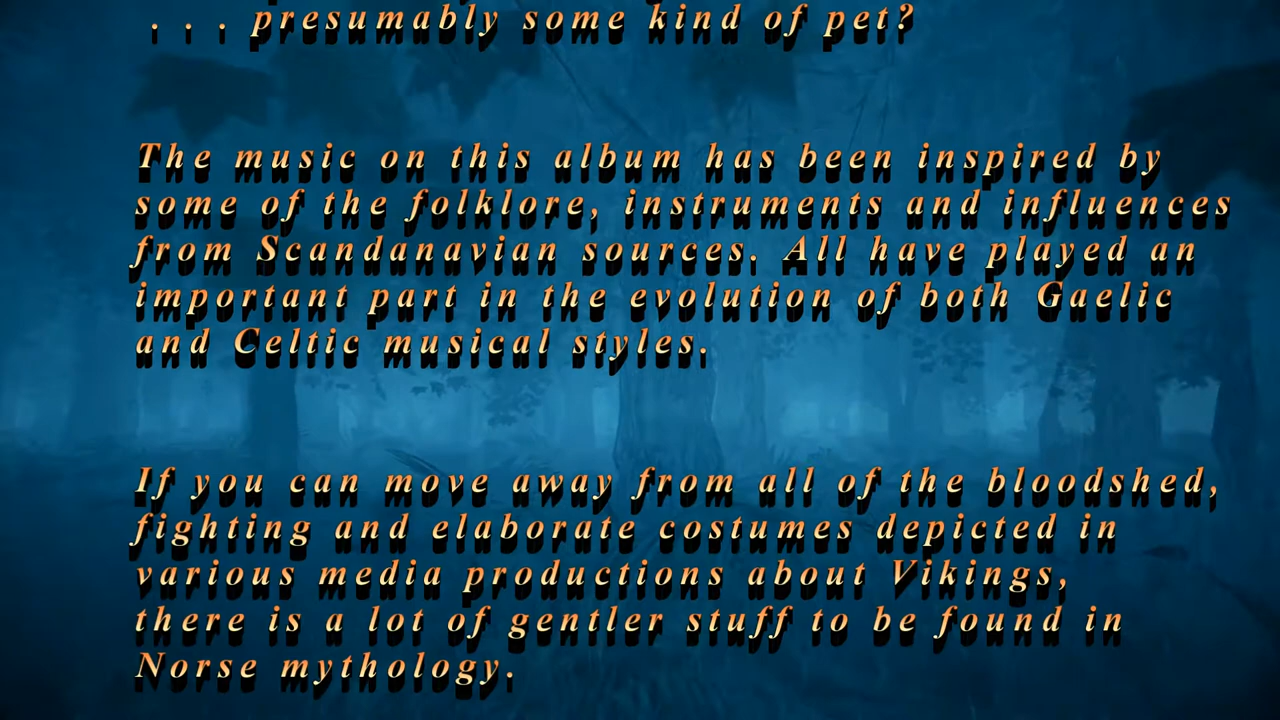 . . . presumably some kind of pet?
The music on this album has been inspired by
some of the folklore, instruments and influences
from Scandanavian sources. All have played an
important part in the evolution of both Gaelic
and Celtic musical styles.
If you can move away from all of the bloodshed,
fighting and elaborate costumes depicted in
various media productions about Vikings,
there is a lot of gentler stuff to be found in
Norse mythology.